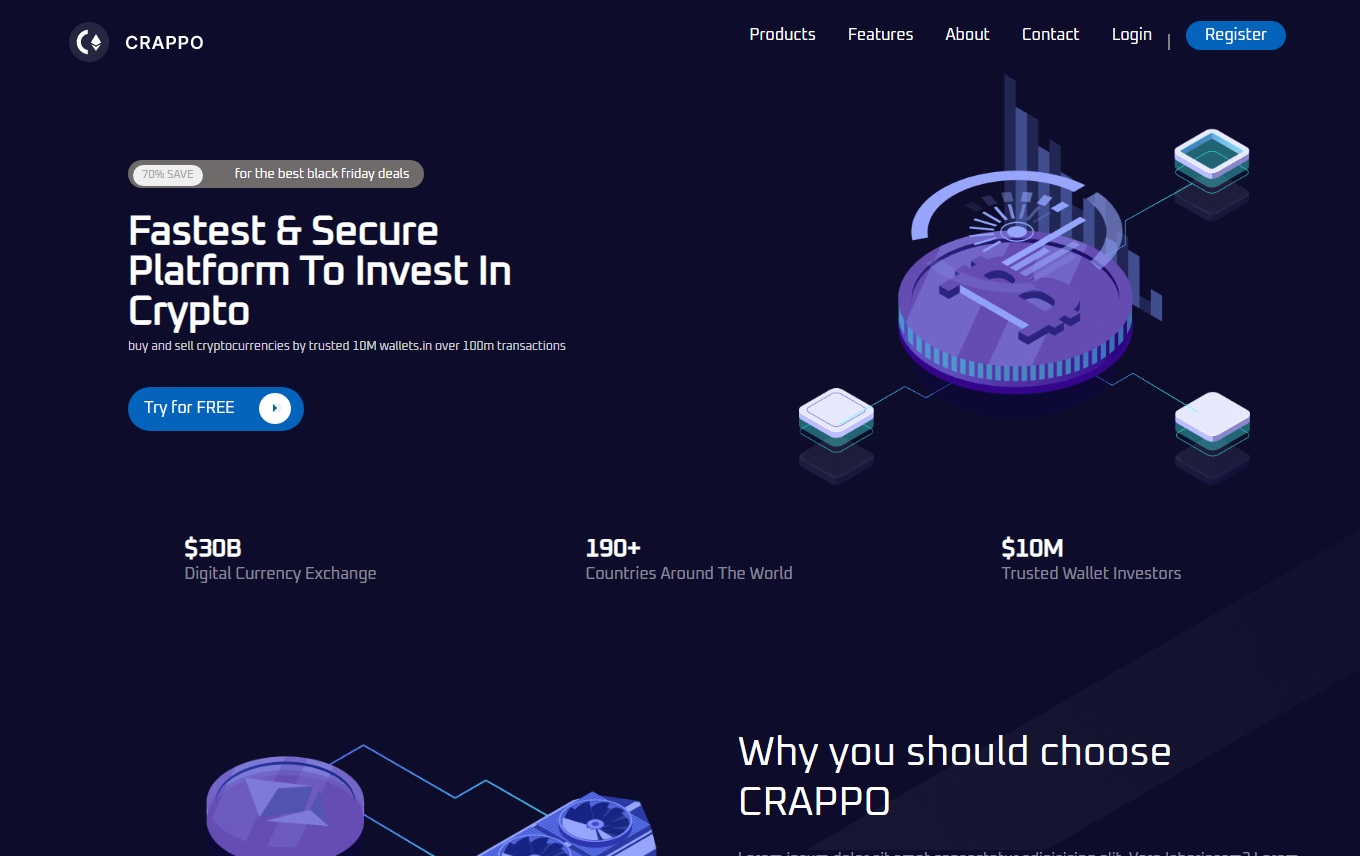 CRAPPO
Products Features About Contact Login | Register
70% SAVE for the best black friday deals
Fastest & Secure
Platform To Invest In
Crypto
buy and sell cryptocurrencies by trusted 10M wallets.in over 100m transactions
Try for FREE
$30B
Digital Currency Exchange
190+
Countries Around The World
$10M
Trusted Wallet Investors
Why you should choose
CRAPPO